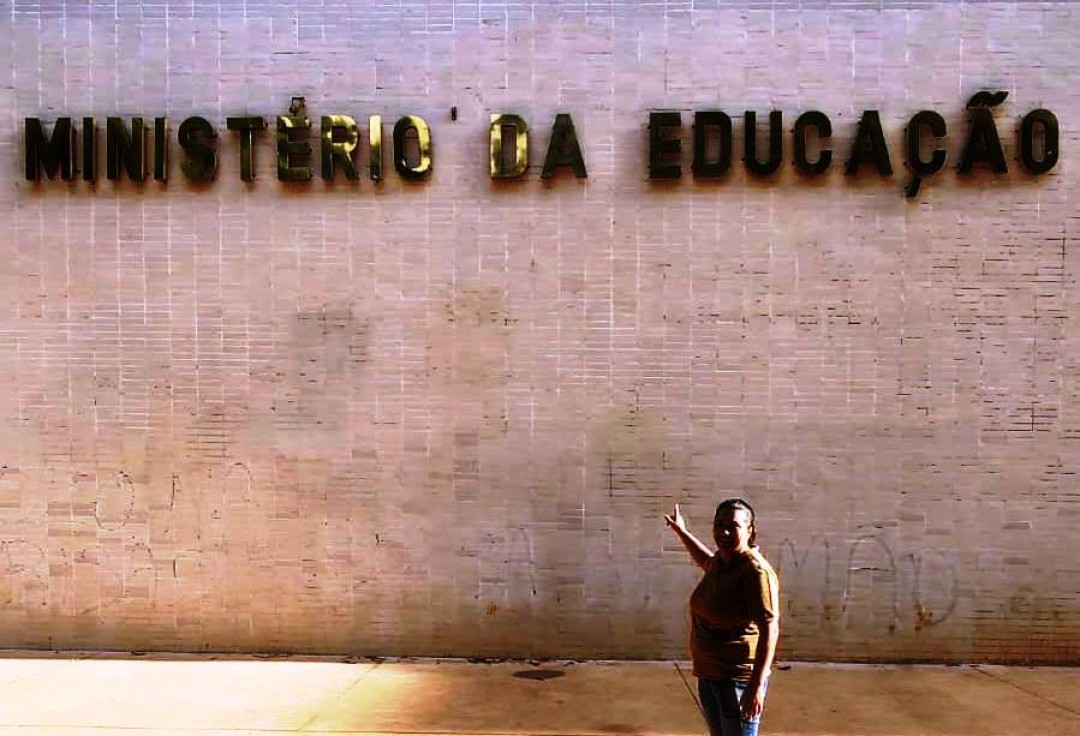 MINISTÉRIO DA EDUCAÇÃO